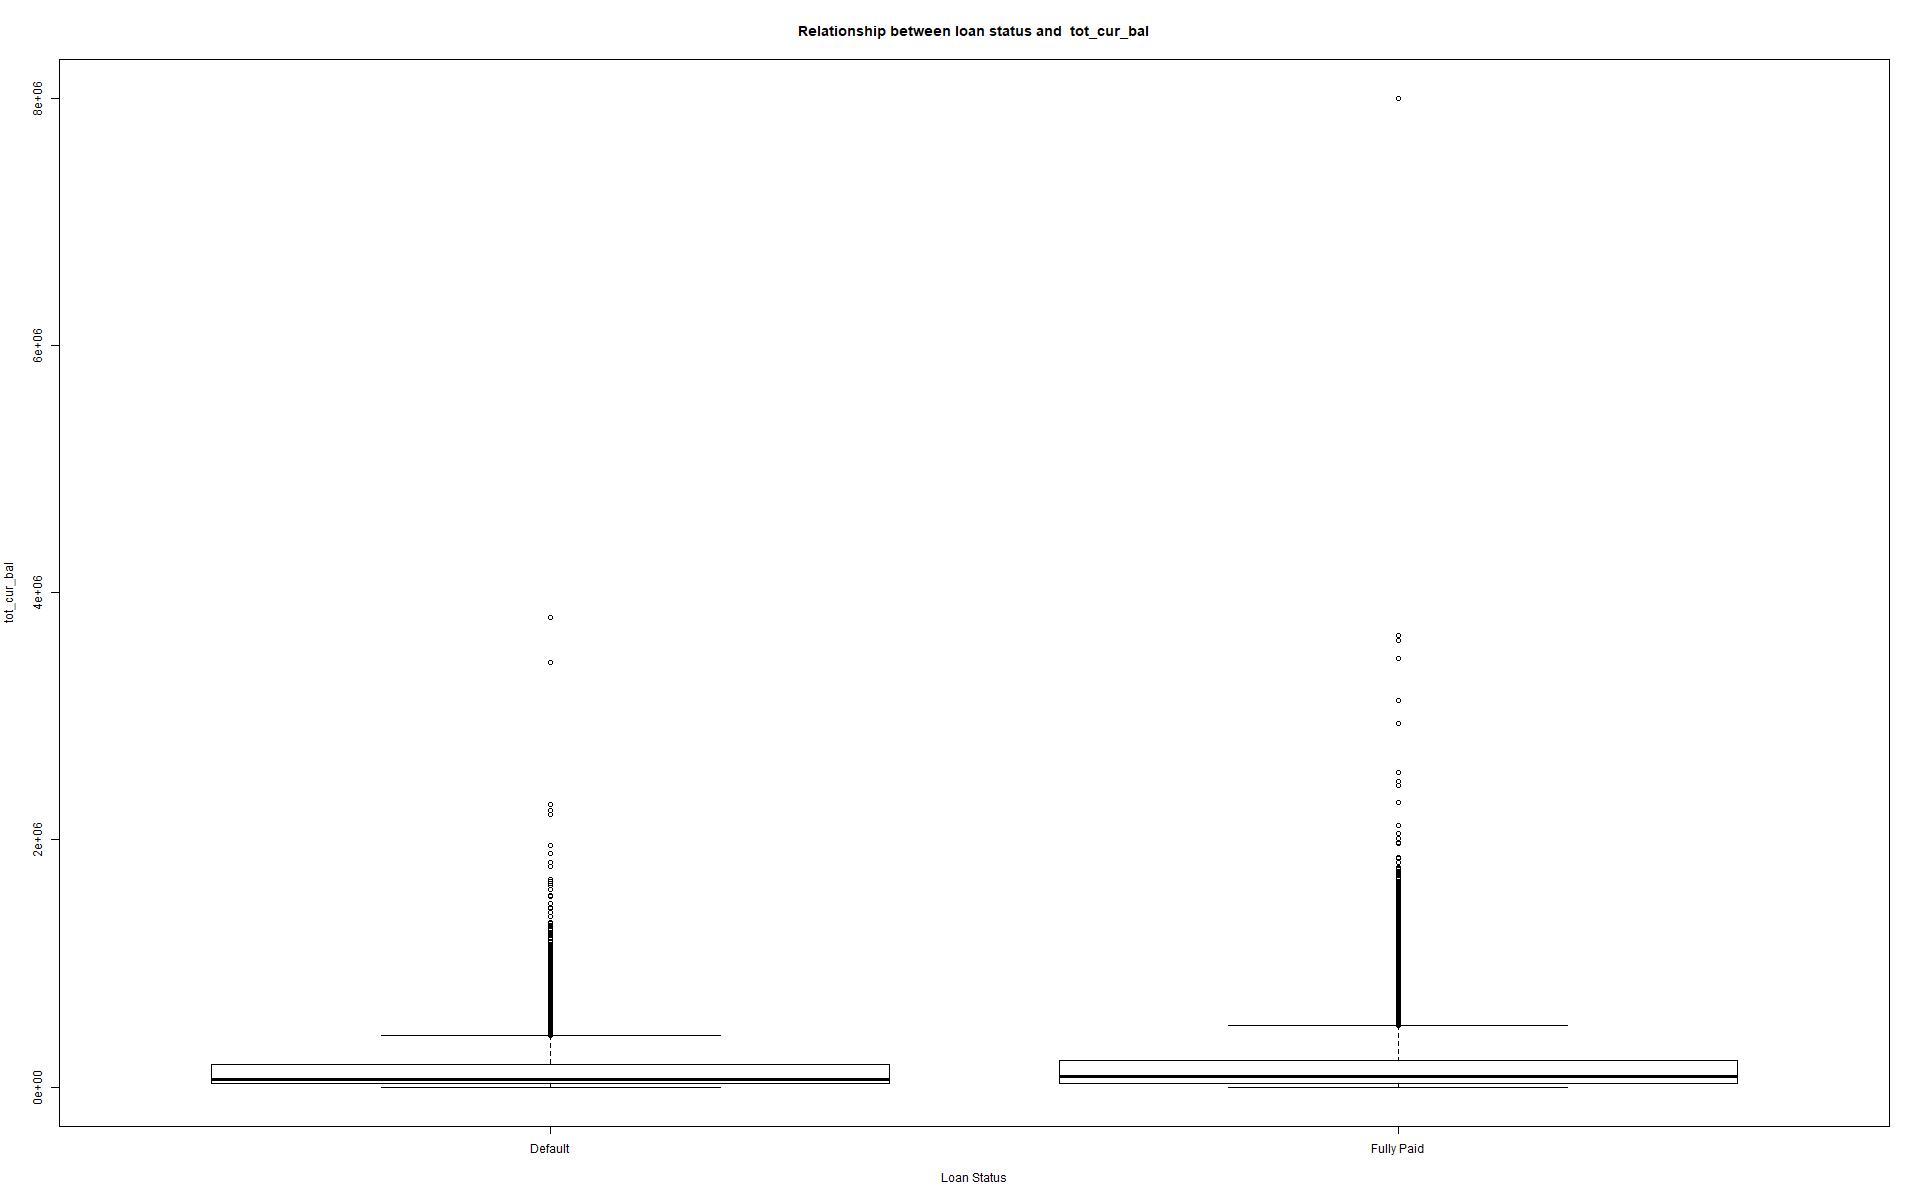 Relationship between loan status and  tot_cur_bal
8e+06
6e+06
4e+06
2e+06
0e+00
tot_cur_bal
Default
Fully Paid
Loan Status